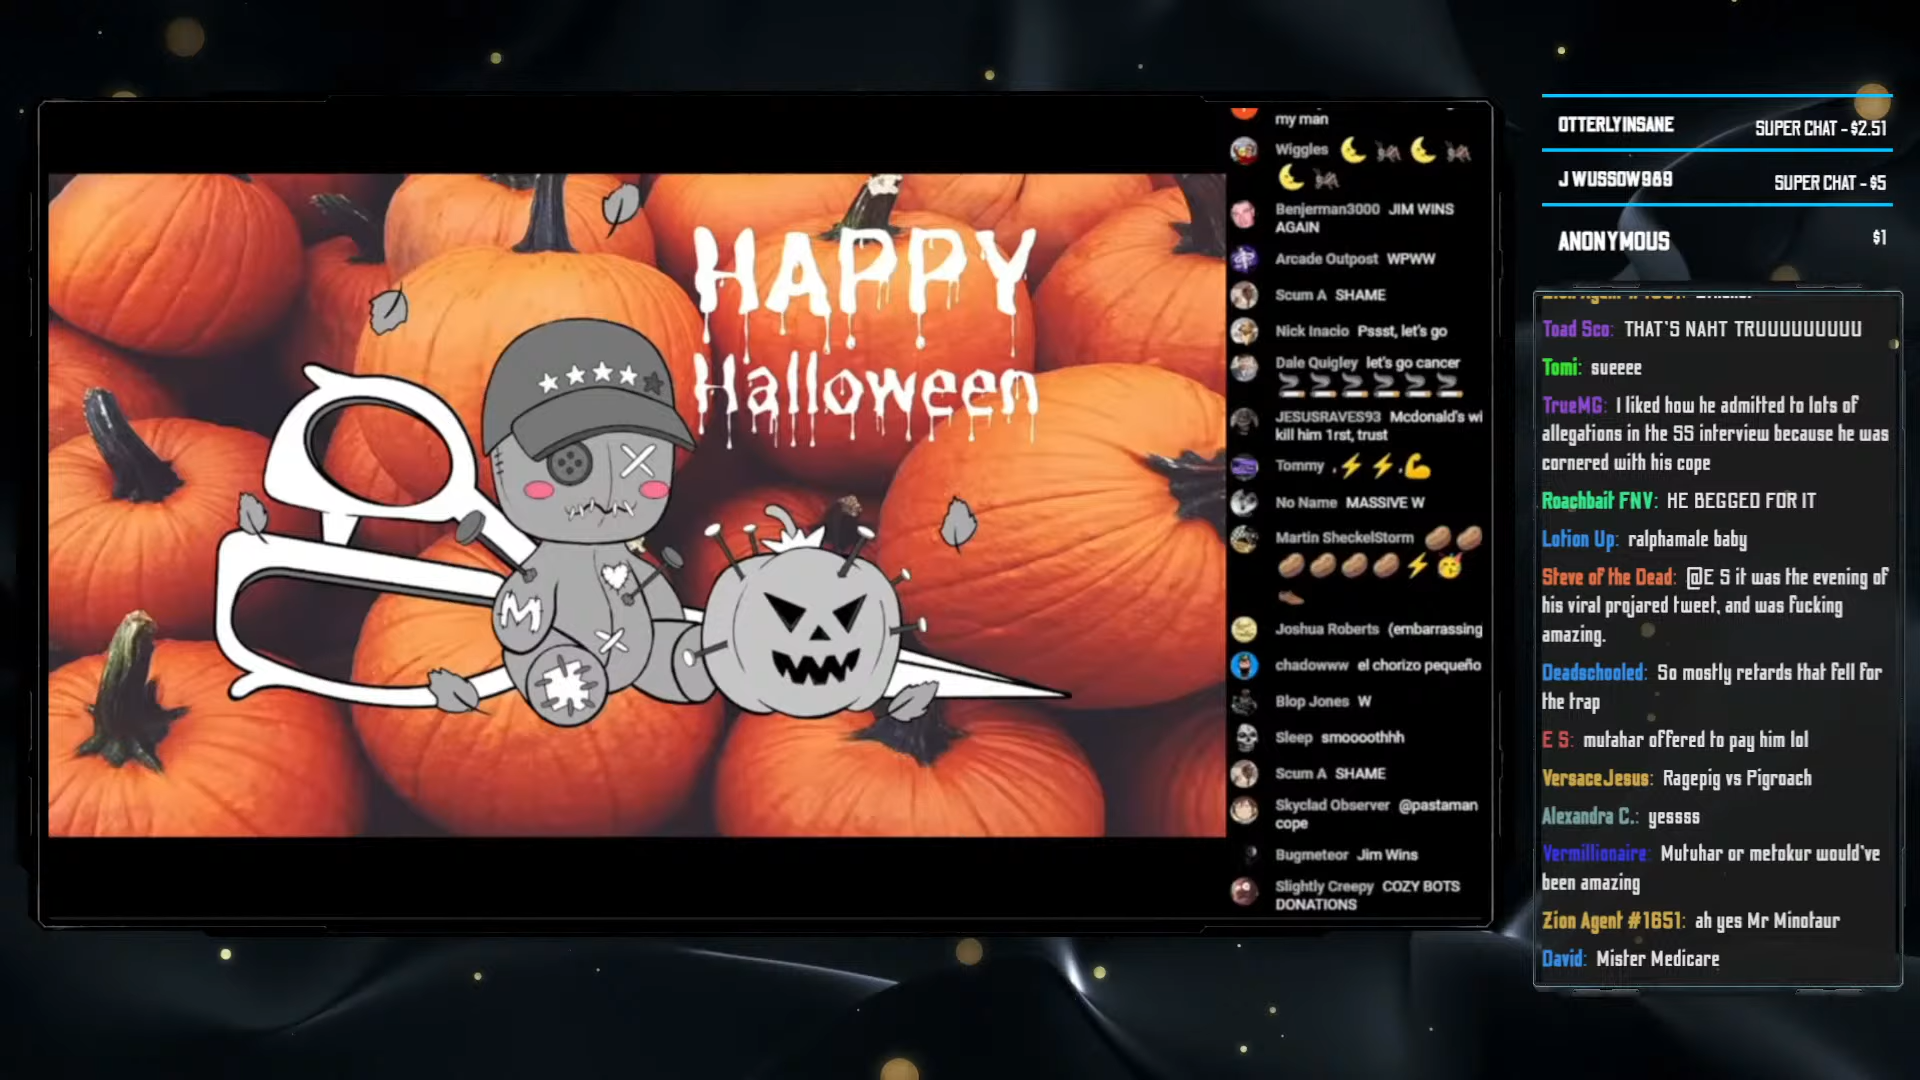 HAPPY
Halloween
M
my man
Wiggles 🌜 🦗 🌜 🦗
🌜 🦗
Benjerman3000 JIM WINS
AGAIN
Arcade Outpost WPWW
Scum A SHAME
Nick Inacio Pssst, let's go
Dale Quigley let's go cancer
🚬 🚬 🚬 🚬 🚬 🚬
JESUSRAVES93 Mcdonald's wi
kill him 1rst, trust
Tommy .⚡ ⚡ .💪
No Name MASSIVE W
Martin SheckelStorm 🥔 🥔
🥔 🥔 🥔 🥔 ⚡ 🥳
Joshua Roberts (embarrassing
chadowww el chorizo pequeño
Blop Jones W
Sleep smoooothhh
Scum A SHAME
Skyclad Observer @pastaman
cope
Bugmeteor Jim Wins
Slightly Creepy COZY BOTS
DONATIONS
OTTERLYINSANE SUPER CHAT - $2.51
J WUSSOW989 SUPER CHAT - $5
ANONYMOUS $1
Toad Sco: THAT'S NAHT TRUUUUUUUUU
Tomi: sueeee
TrueMG: I liked how he admitted to lots of
allegations in the SS interview because he was
cornered with his cope
Roachbait FNV: HE BEGGED FOR IT
Lotion Up: ralphamale baby
Steve of the Dead: @E S it was the evening of
his viral projared tweet, and was fucking
amazing.
Deadschooled: So mostly retards that fell for
the trap
E S: mutahar offered to pay him lol
VersaceJesus: Ragepig vs Pigroach
Alexandra C.: yessss
Vermillionaire: Mutuhar or metokur would've
been amazing
Zion Agent #1651: ah yes Mr Minotaur
David: Mister Medicare